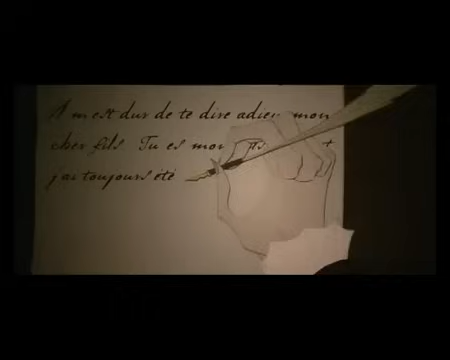 Il m'est dur de te dire adieu mon
cher fils Tu es mon
j'ai toujours été